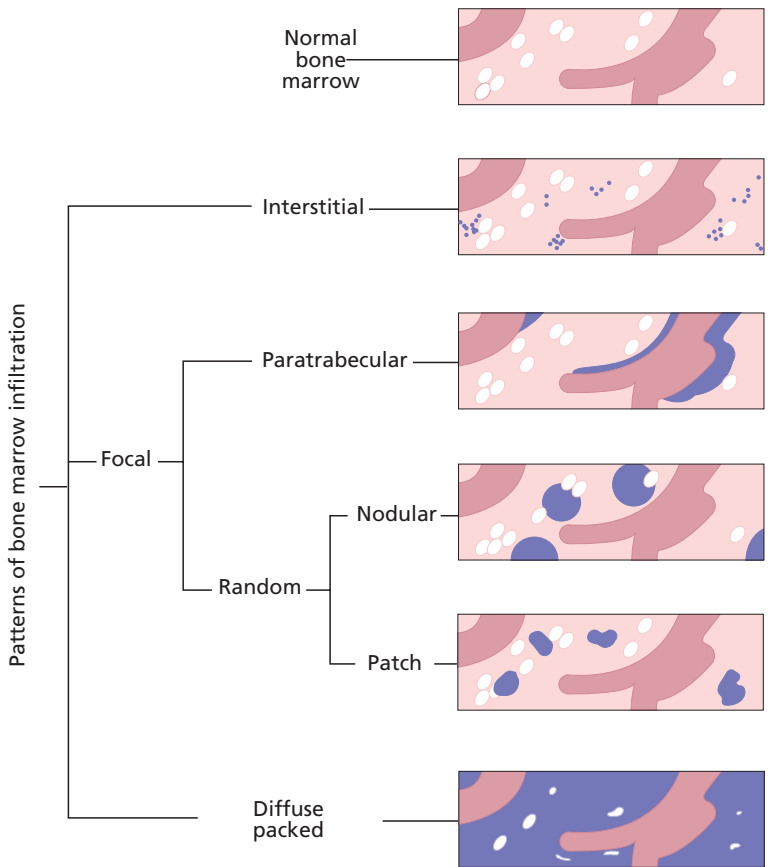 Normal
bone
marrow
Interstitial
Paratrabecular
Focal
Nodular
Random
Patch
Diffuse
packed
Patterns of bone marrow infiltration